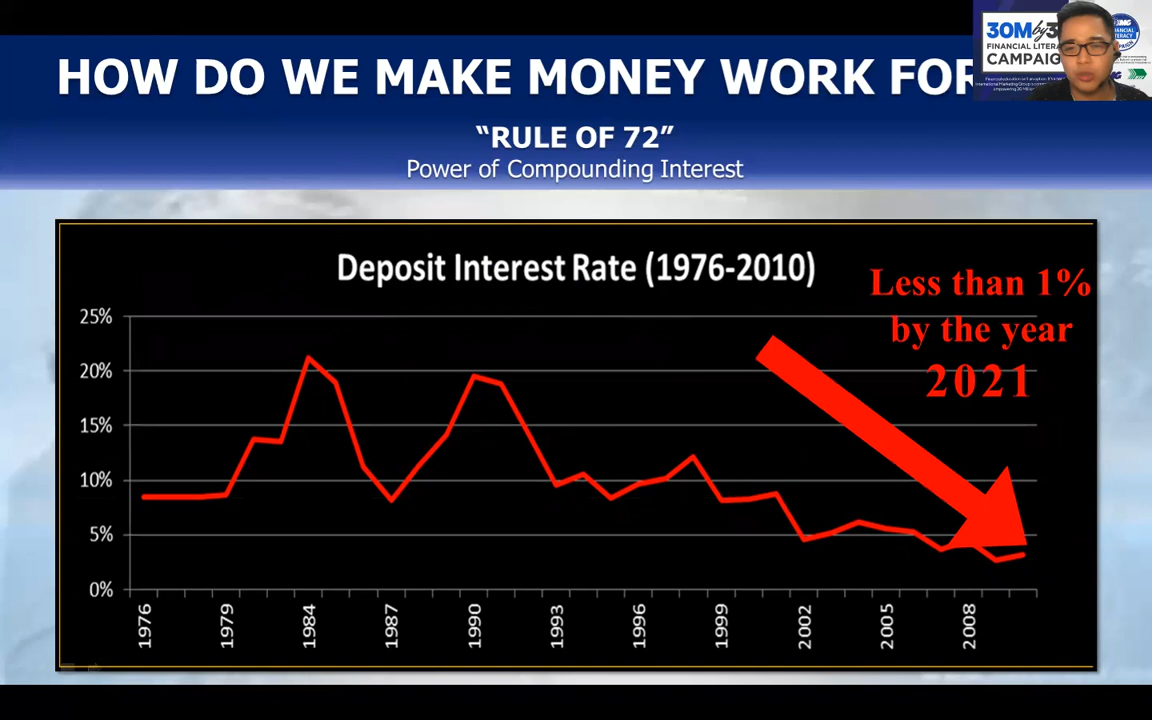 HOW DO WE MAKE MONEY WORK FOR
"RULE OF 72"
Power of Compounding Interest
30M by 3
FINANCIAL LITERA
CAMPAIG
Deposit Interest Rate (1976-2010)
Less than 1%
by the year
2021
25%
20%
15%
10%
5%
0%
1976
1979
1984
1987
1990
1993
1996
1999
2002
2005
2008